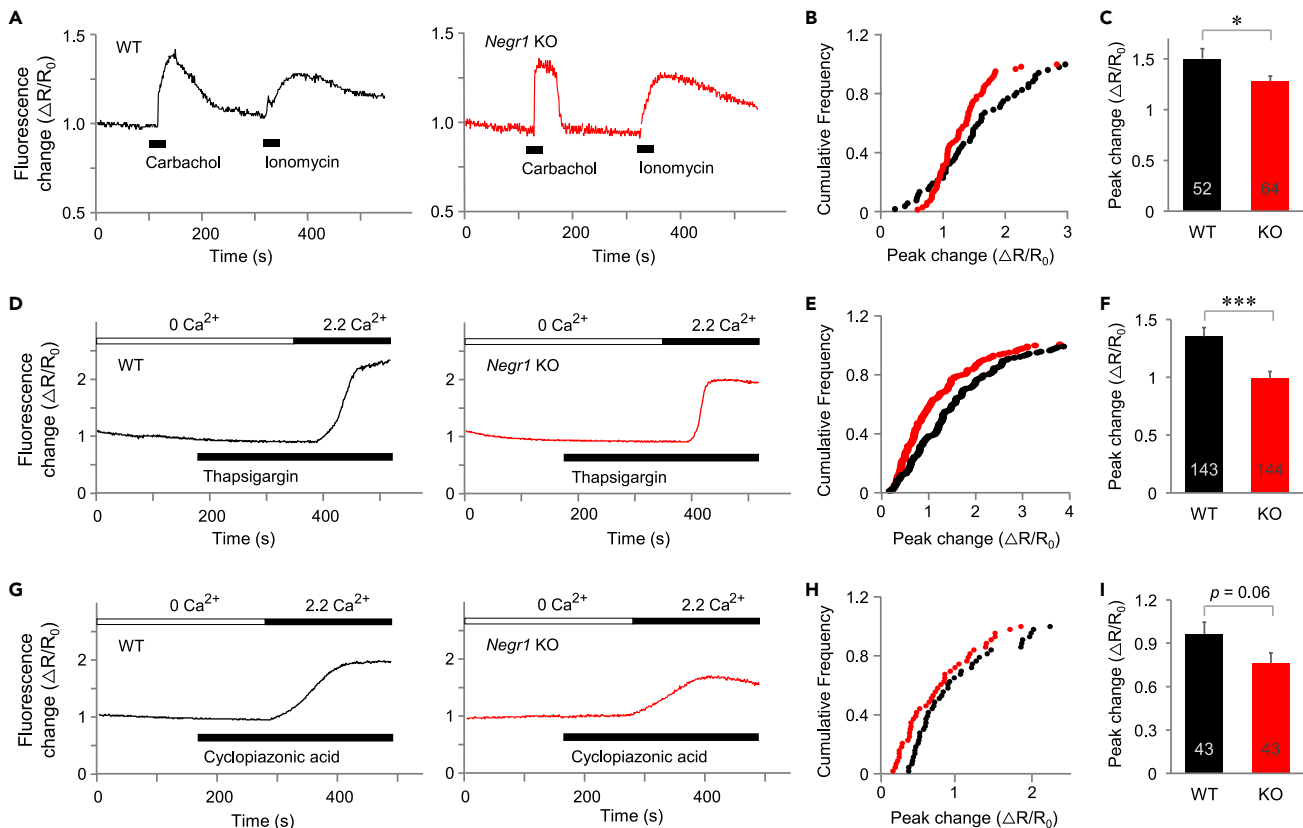 A
WT
Fluorescence
change (△R/R0)
1.5
1.0
0.5
Carbachol
Ionomycin
0
200
400
Time (s)
Negr1 KO
1.5
1.0
0.5
Carbachol
Ionomycin
0
200
400
Time (s)
B
Cumulative Frequency
1.2
0.8
0.4
0
0
1
2
3
Peak change (△R/R0)
C
Peak change (△R/R0)
1.5
1
0.5
0
*
52
64
WT
KO
D
0 Ca2+
2.2 Ca2+
WT
Fluorescence
change (△R/R0)
2
1
0
Thapsigargin
0
200
400
Time (s)
0 Ca2+
2.2 Ca2+
Negr1 KO
2
1
0
Thapsigargin
0
200
400
Time (s)
E
Cumulative Frequency
1.2
0.8
0.4
0
0
1
2
3
4
Peak change (△R/R0)
F
Peak change (△R/R0)
1.5
1
0.5
0
***
143
144
WT
KO
G
0 Ca2+
2.2 Ca2+
WT
Fluorescence
change (△R/R0)
2
1
0
Cyclopiazonic acid
0
200
400
Time (s)
0 Ca2+
2.2 Ca2+
Negr1 KO
2
1
0
Cyclopiazonic acid
0
200
400
Time (s)
H
Cumulative Frequency
1.2
0.8
0.4
0
0
1
2
Peak change (△R/R0)
I
Peak change (△R/R0)
1.2
0.9
0.6
0.3
0
p = 0.06
43
43
WT
KO